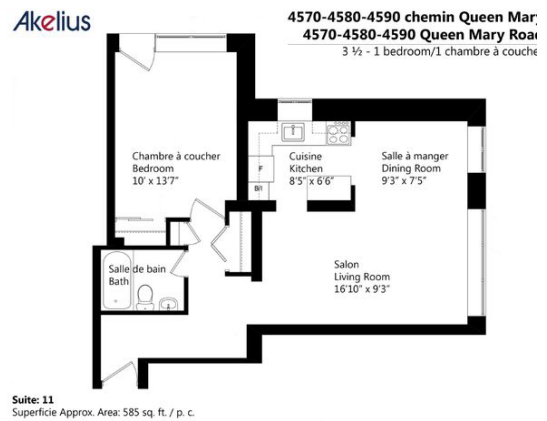 Akelius
4570-4580-4590 chemin Queen Mary
4570-4580-4590 Queen Mary Road
3 ½ - 1 bedroom/1 chambre à couche
Chambre à coucher
Bedroom
10' x 13'7"
Cuisine
Kitchen
8'5" x 6'6"
F
Salle à manger
Dining Room
9'3" x 7'5"
Salle de bain
Bath
Salon
Living Room
16'10" x 9'3"
Suite: 11
Superficie Approx. Area: 585 sq. ft. / p. c.